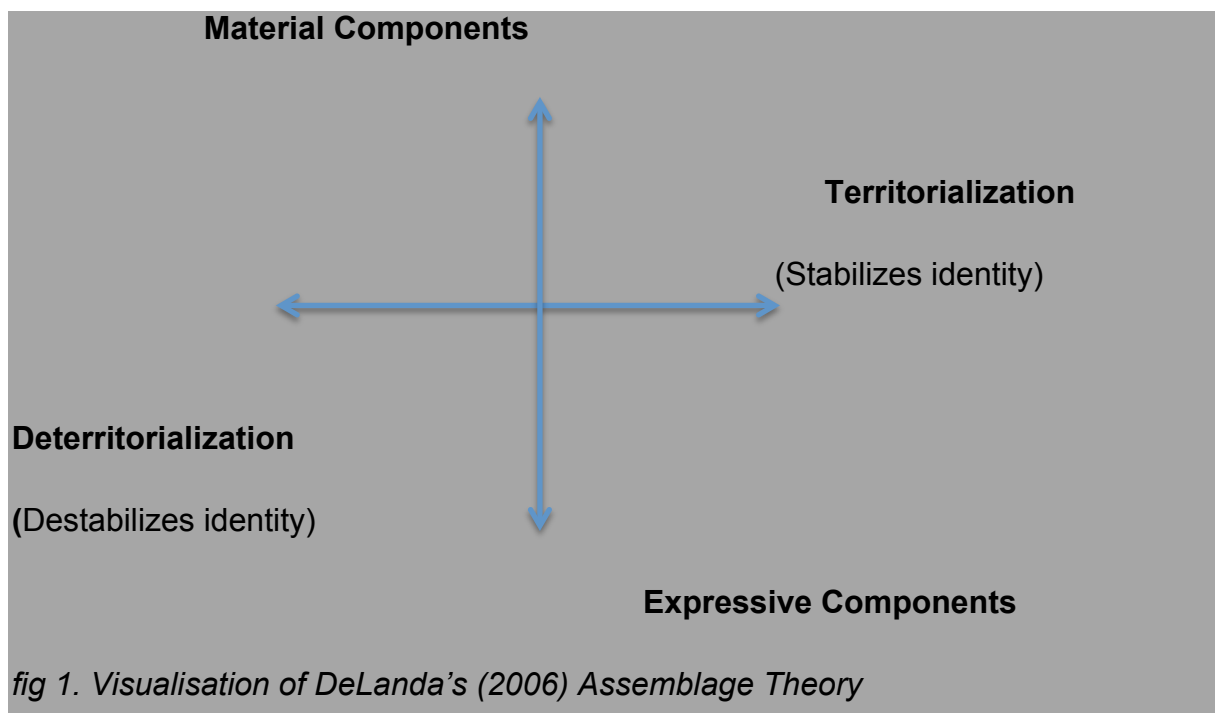 Material Components
Territorialization
(Stabilizes identity)
Deterritorialization
(Destabilizes identity)
Expressive Components
fig 1. Visualisation of DeLanda’s (2006) Assemblage Theory